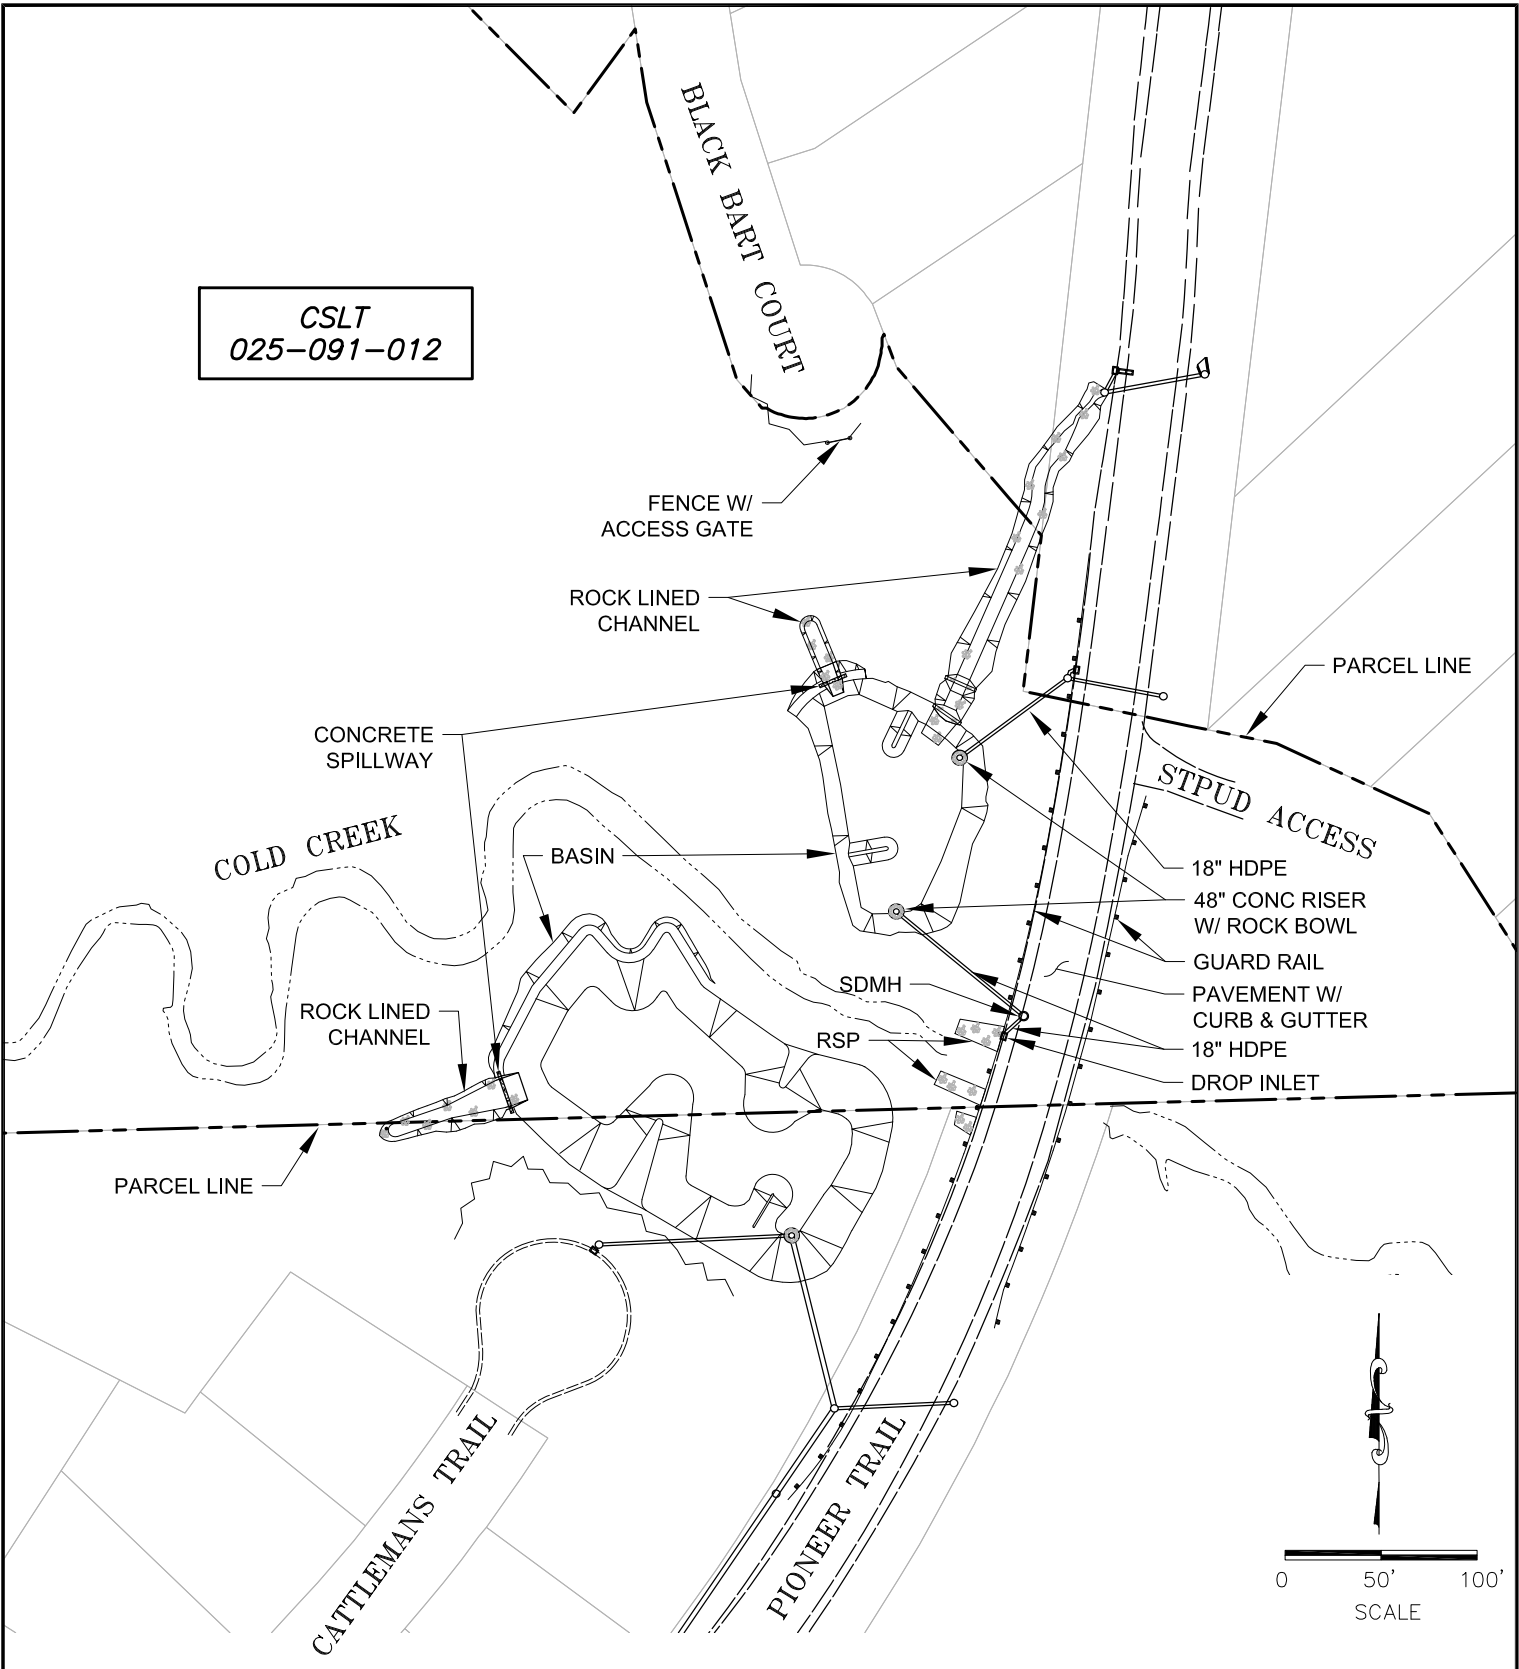 BLACK BART COURT
CSLT
025-091-012
FENCE W/
ACCESS GATE
ROCK LINED
CHANNEL
PARCEL LINE
CONCRETE
SPILLWAY
STPUD ACCESS
COLD CREEK
BASIN
18" HDPE
48" CONC RISER
W/ ROCK BOWL
GUARD RAIL
SDMH
PAVEMENT W/
CURB & GUTTER
ROCK LINED
CHANNEL
RSP
18" HDPE
DROP INLET
PARCEL LINE
CATTLEMANS TRAIL
PIONEER TRAIL
0 50' 100'
SCALE